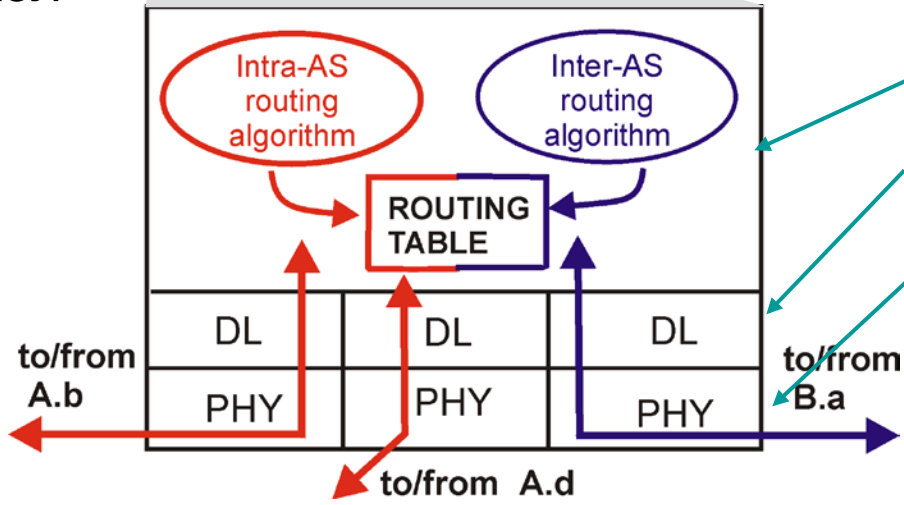 Intra-AS
routing
algorithm
Inter-AS
routing
algorithm
ROUTING
TABLE
DL
DL
DL
to/from
A.b
to/from
B.a
PHY
PHY
PHY
to/from A.d